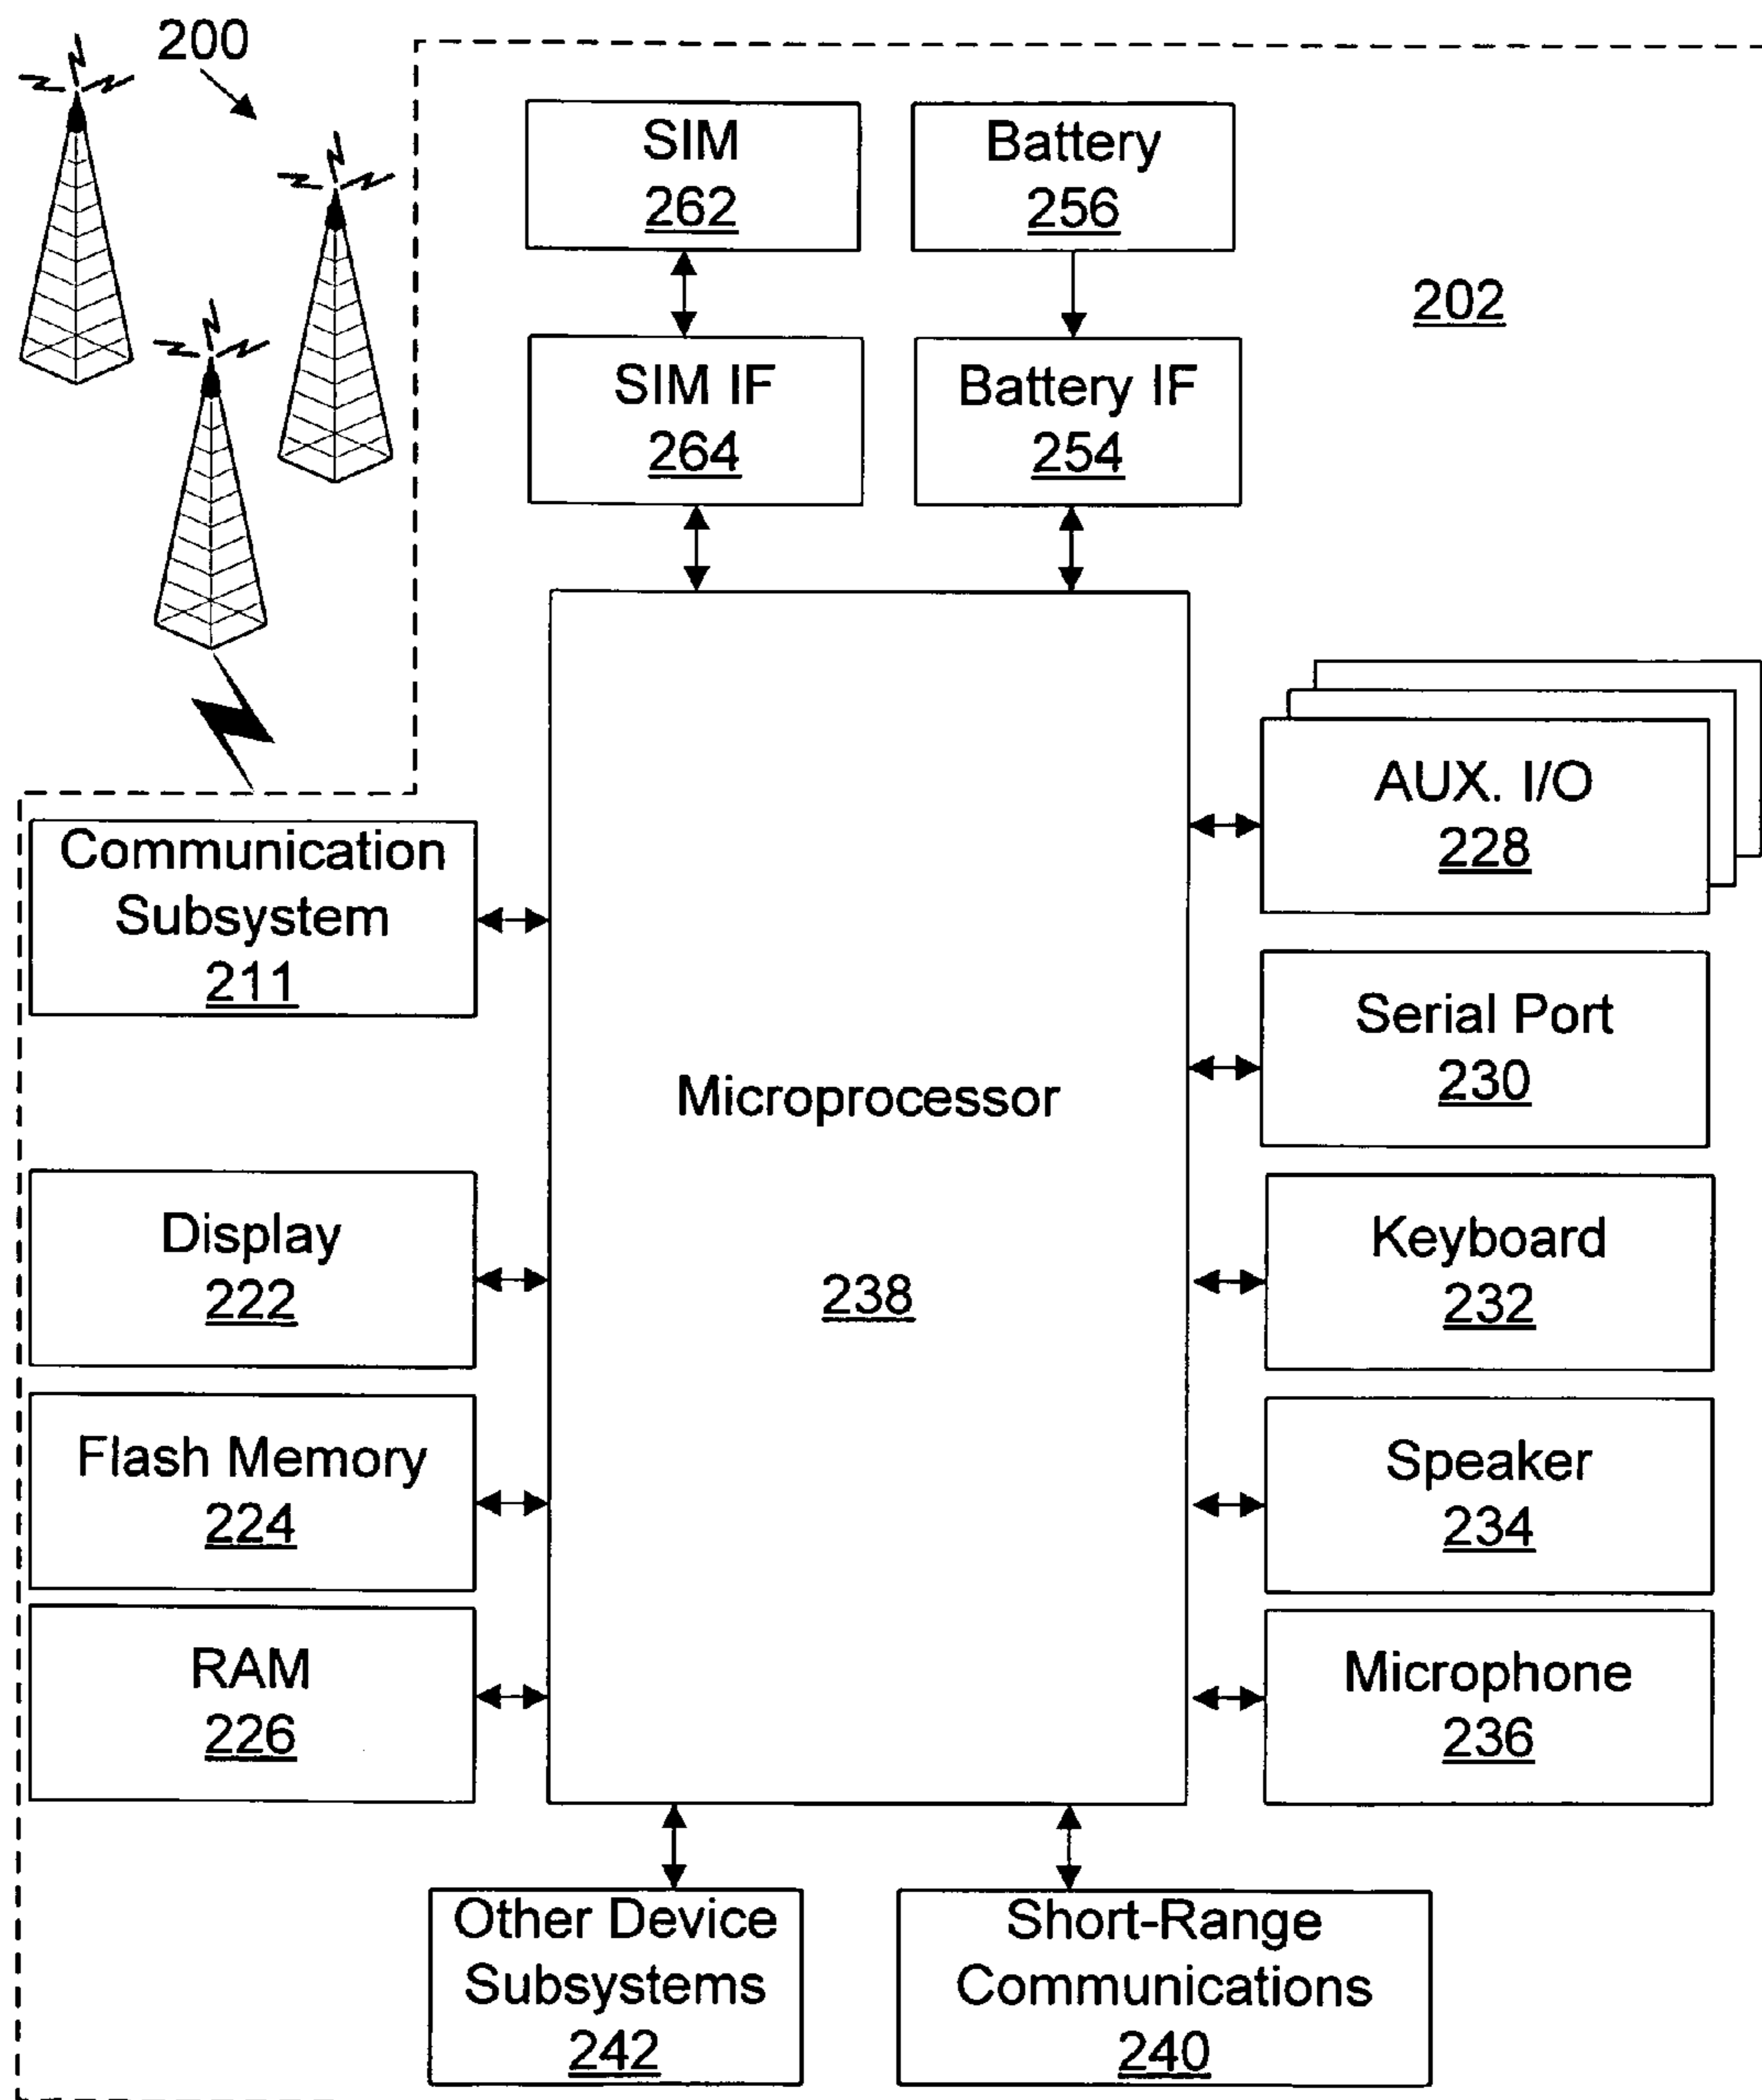 200
SIM
262
Battery
256
202
SIM IF
264
Battery IF
254
Communication
Subsystem
211
Display
222
Flash Memory
224
RAM
226
Microprocessor
238
AUX. I/O
228
Serial Port
230
Keyboard
232
Speaker
234
Microphone
236
Other Device
Subsystems
242
Short-Range
Communications
240